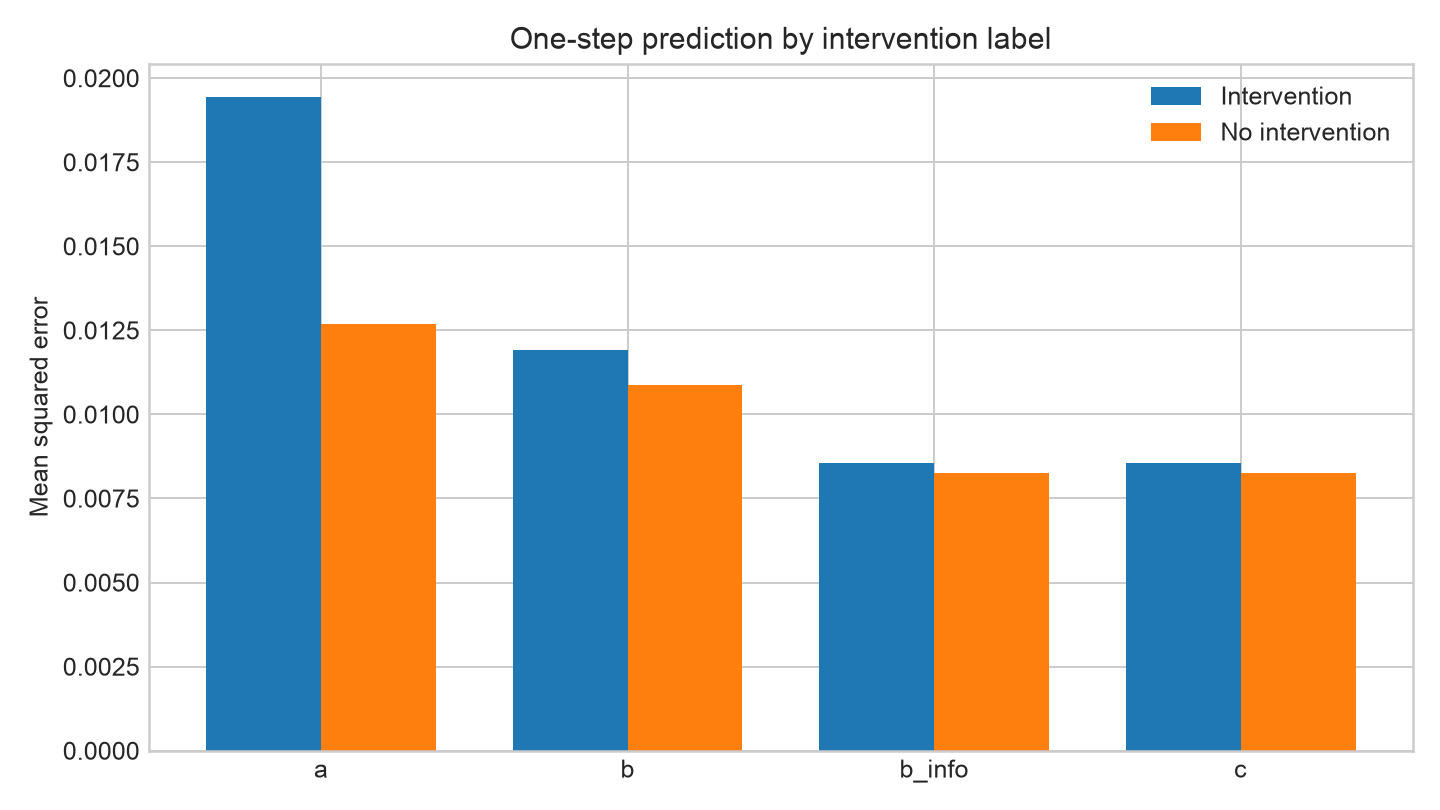 One-step prediction by intervention label
Intervention
No intervention
Mean squared error
0.0200
0.0175
0.0150
0.0125
0.0100
0.0075
0.0050
0.0025
0.0000
a
b
b_info
c